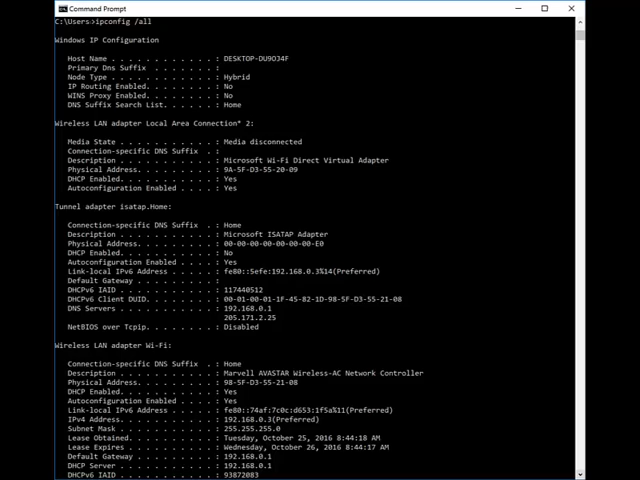 Command Prompt
C:\Users>ipconfig /all
Windows IP Configuration
Host Name . . . . . . . . . . . . : DESKTOP-DU9OJ4F
Primary Dns Suffix . . . . . . . :
Node Type . . . . . . . . . . . . : Hybrid
IP Routing Enabled. . . . . . . . : No
WINS Proxy Enabled. . . . . . . . : No
DNS Suffix Search List. . . . . . : Home
Wireless LAN adapter Local Area Connection* 2:
Media State . . . . . . . . . . . : Media disconnected
Connection-specific DNS Suffix . :
Description . . . . . . . . . . . : Microsoft Wi-Fi Direct Virtual Adapter
Physical Address. . . . . . . . . : 9A-5F-D3-55-20-09
DHCP Enabled. . . . . . . . . . . : Yes
Autoconfiguration Enabled . . . . : Yes
Tunnel adapter isatap.Home:
Connection-specific DNS Suffix . : Home
Description . . . . . . . . . . . : Microsoft ISATAP Adapter
Physical Address. . . . . . . . . : 00-00-00-00-00-00-00-E0
DHCP Enabled. . . . . . . . . . . : No
Autoconfiguration Enabled . . . . : Yes
Link-local IPv6 Address . . . . . : fe80::5efe:192.168.0.3%14(Preferred)
Default Gateway . . . . . . . . . :
DHCPv6 IAID . . . . . . . . . . . : 117440512
DHCPv6 Client DUID. . . . . . . . : 00-01-00-01-1F-45-82-1D-98-5F-D3-55-21-08
DNS Servers . . . . . . . . . . . : 192.168.0.1
205.171.2.25
NetBIOS over Tcpip. . . . . . . . : Disabled
Wireless LAN adapter Wi-Fi:
Connection-specific DNS Suffix . : Home
Description . . . . . . . . . . . : Marvell AVASTAR Wireless-AC Network Controller
Physical Address. . . . . . . . . : 98-5F-D3-55-21-08
DHCP Enabled. . . . . . . . . . . : Yes
Autoconfiguration Enabled . . . . : Yes
Link-local IPv6 Address . . . . . : fe80::74af:7c0c:d653:1f5a%11(Preferred)
IPv4 Address. . . . . . . . . . . : 192.168.0.3(Preferred)
Subnet Mask . . . . . . . . . . . : 255.255.255.0
Lease Obtained. . . . . . . . . . : Tuesday, October 25, 2016 8:44:18 AM
Lease Expires . . . . . . . . . . : Wednesday, October 26, 2016 8:44:17 AM
Default Gateway . . . . . . . . . : 192.168.0.1
DHCP Server . . . . . . . . . . . : 192.168.0.1
DHCPv6 IAID . . . . . . . . . . . : 93872083